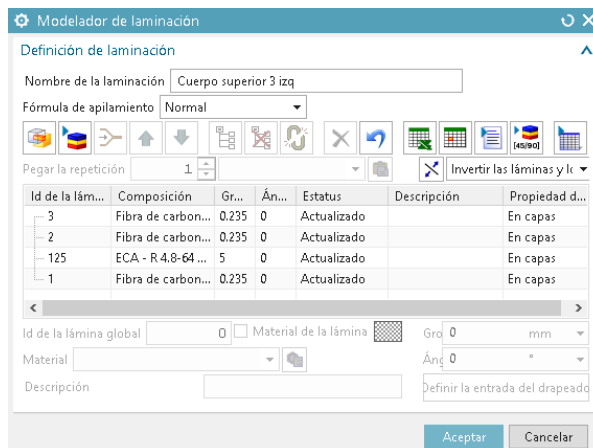 Modelador de laminación
Definición de laminación
Nombre de la laminación Cuerpo superior 3 izq
Fórmula de apilamiento Normal
[45/90]
Pegar la repetición 1 Invertir las láminas y lc
Id de la lám... Composición Gr... Án... Estatus Descripción Propiedad d...
3 Fibra de carbon... 0.235 0 Actualizado En capas
2 Fibra de carbon... 0.235 0 Actualizado En capas
125 ECA - R 4.8-64 ... 5 0 Actualizado En capas
1 Fibra de carbon... 0.235 0 Actualizado En capas
Id de la lámina global 0 Material de la lámina Gro 0 mm
Material Áng 0 °
Descripción Definir la entrada del drapeado
Aceptar Cancelar